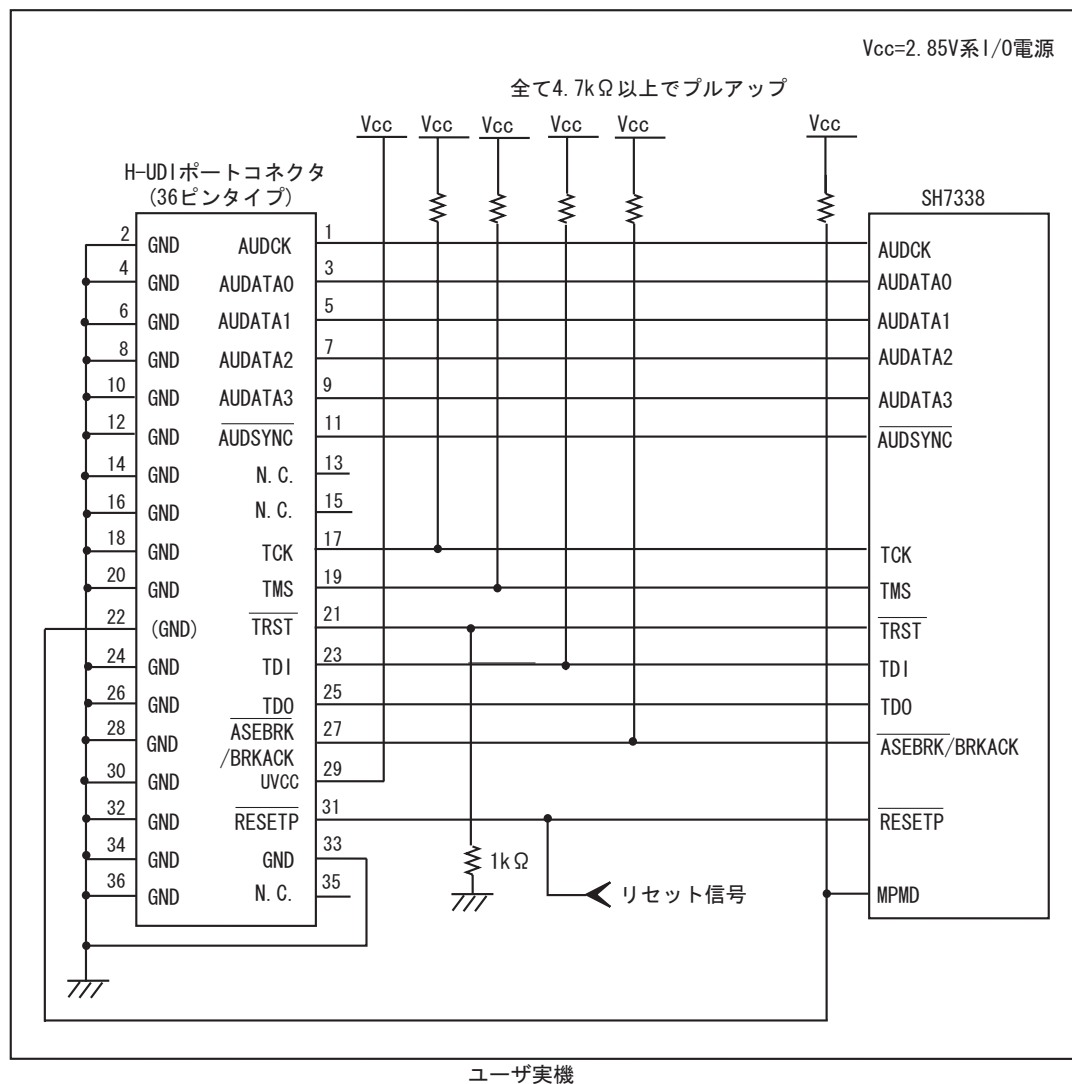 Vcc=2.85V系I/O電源
全て4.7kΩ以上でプルアップ
Vcc Vcc Vcc Vcc Vcc Vcc
H-UDIポートコネクタ
(36ピンタイプ)
SH7338
2 GND AUDCK 1 AUDCK
4 GND AUDATA0 3 AUDATA0
6 GND AUDATA1 5 AUDATA1
8 GND AUDATA2 7 AUDATA2
10 GND AUDATA3 9 AUDATA3
12 GND AUDSYNC 11 AUDSYNC
14 GND N.C. 13
16 GND N.C. 15
18 GND TCK 17 TCK
20 GND TMS 19 TMS
22 (GND) TRST 21 TRST
24 GND TDI 23 TDI
26 GND TDO 25 TDO
28 GND ASEBRK 27 ASEBRK/BRKACK
/BRKACK
30 GND UVCC 29
32 GND RESETP 31 RESETP
34 GND GND 33
1kΩ
36 GND N.C. 35
リセット信号
MPMD
ユーザ実機